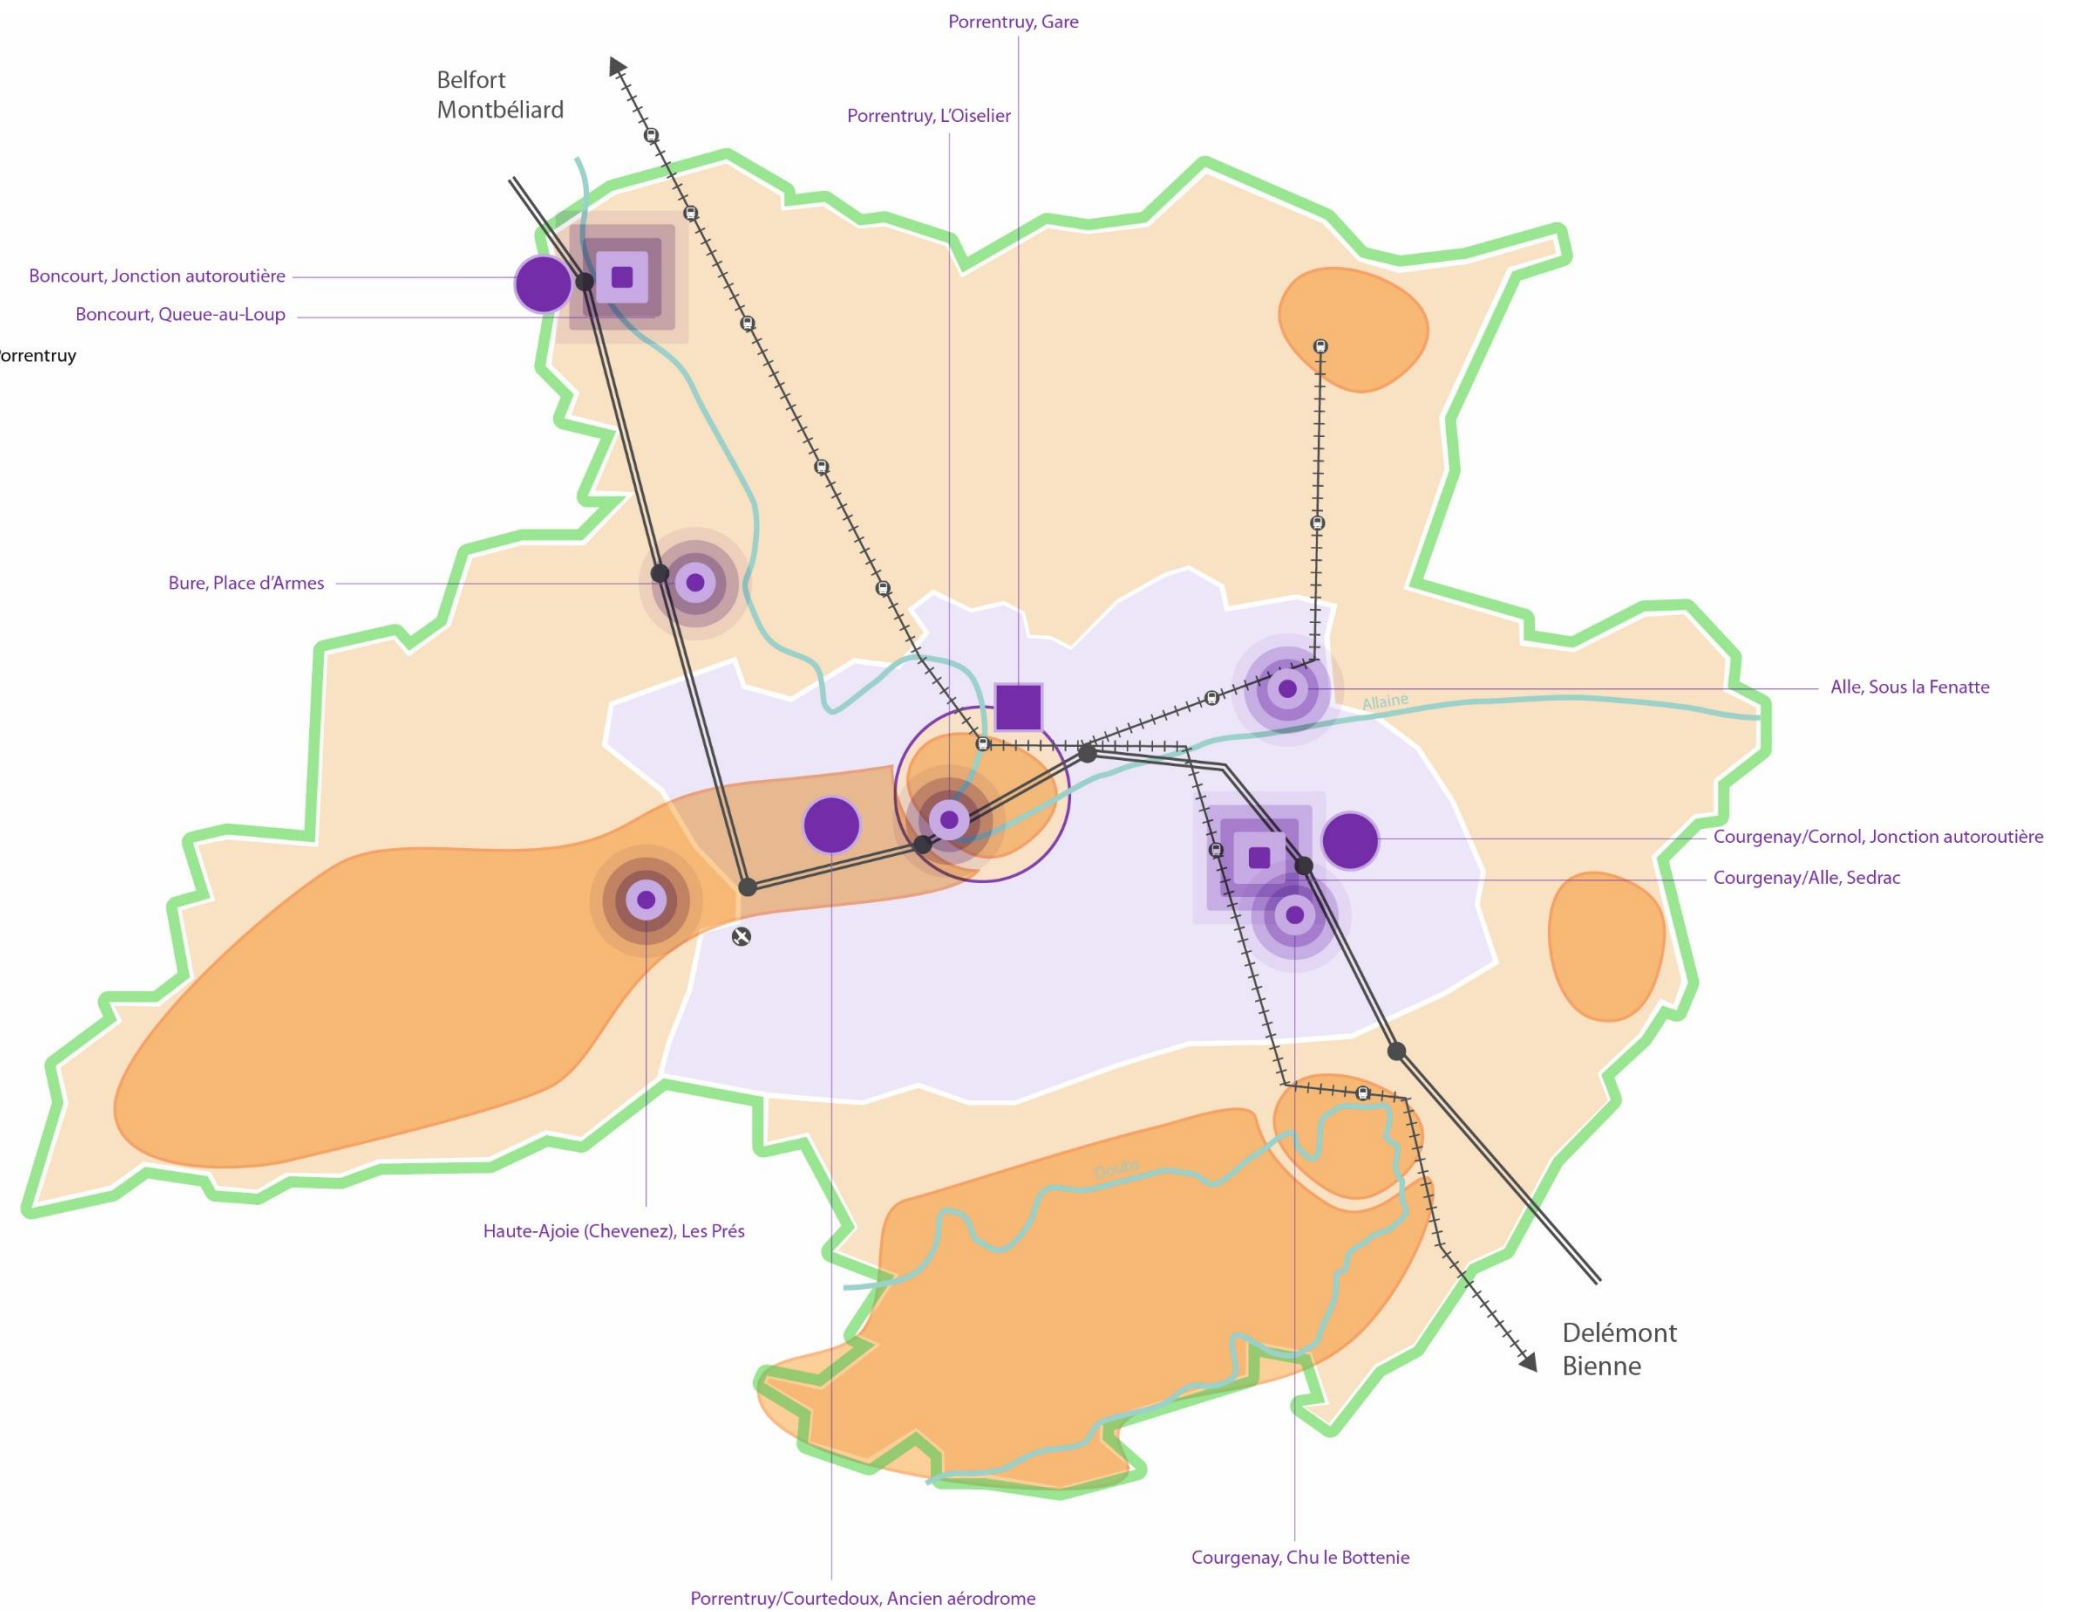 Porrentruy, Gare
Belfort
Montbéliard
Porrentruy, L'Oiselier
Boncourt, Jonction autoroutière
Boncourt, Queue-au-Loup
Porrentruy
Bure, Place d'Armes
Alle, Sous la Fenatte
Allaine
Courgenay/Cornol, Jonction autoroutière
Courgenay/Alle, Sedrac
Doubs
Haute-Ajoie (Chevenez), Les Prés
Delémont
Bienne
Courgenay, Chu le Bottenie
Porrentruy/Courtedoux, Ancien aérodrome